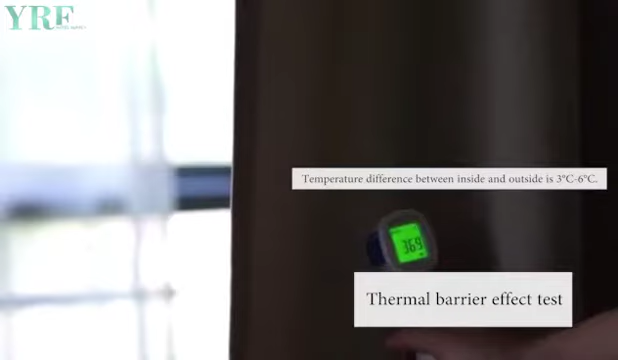 YRF
Temperature difference between inside and outside is 3°C-6°C.
36.9
Thermal barrier effect test